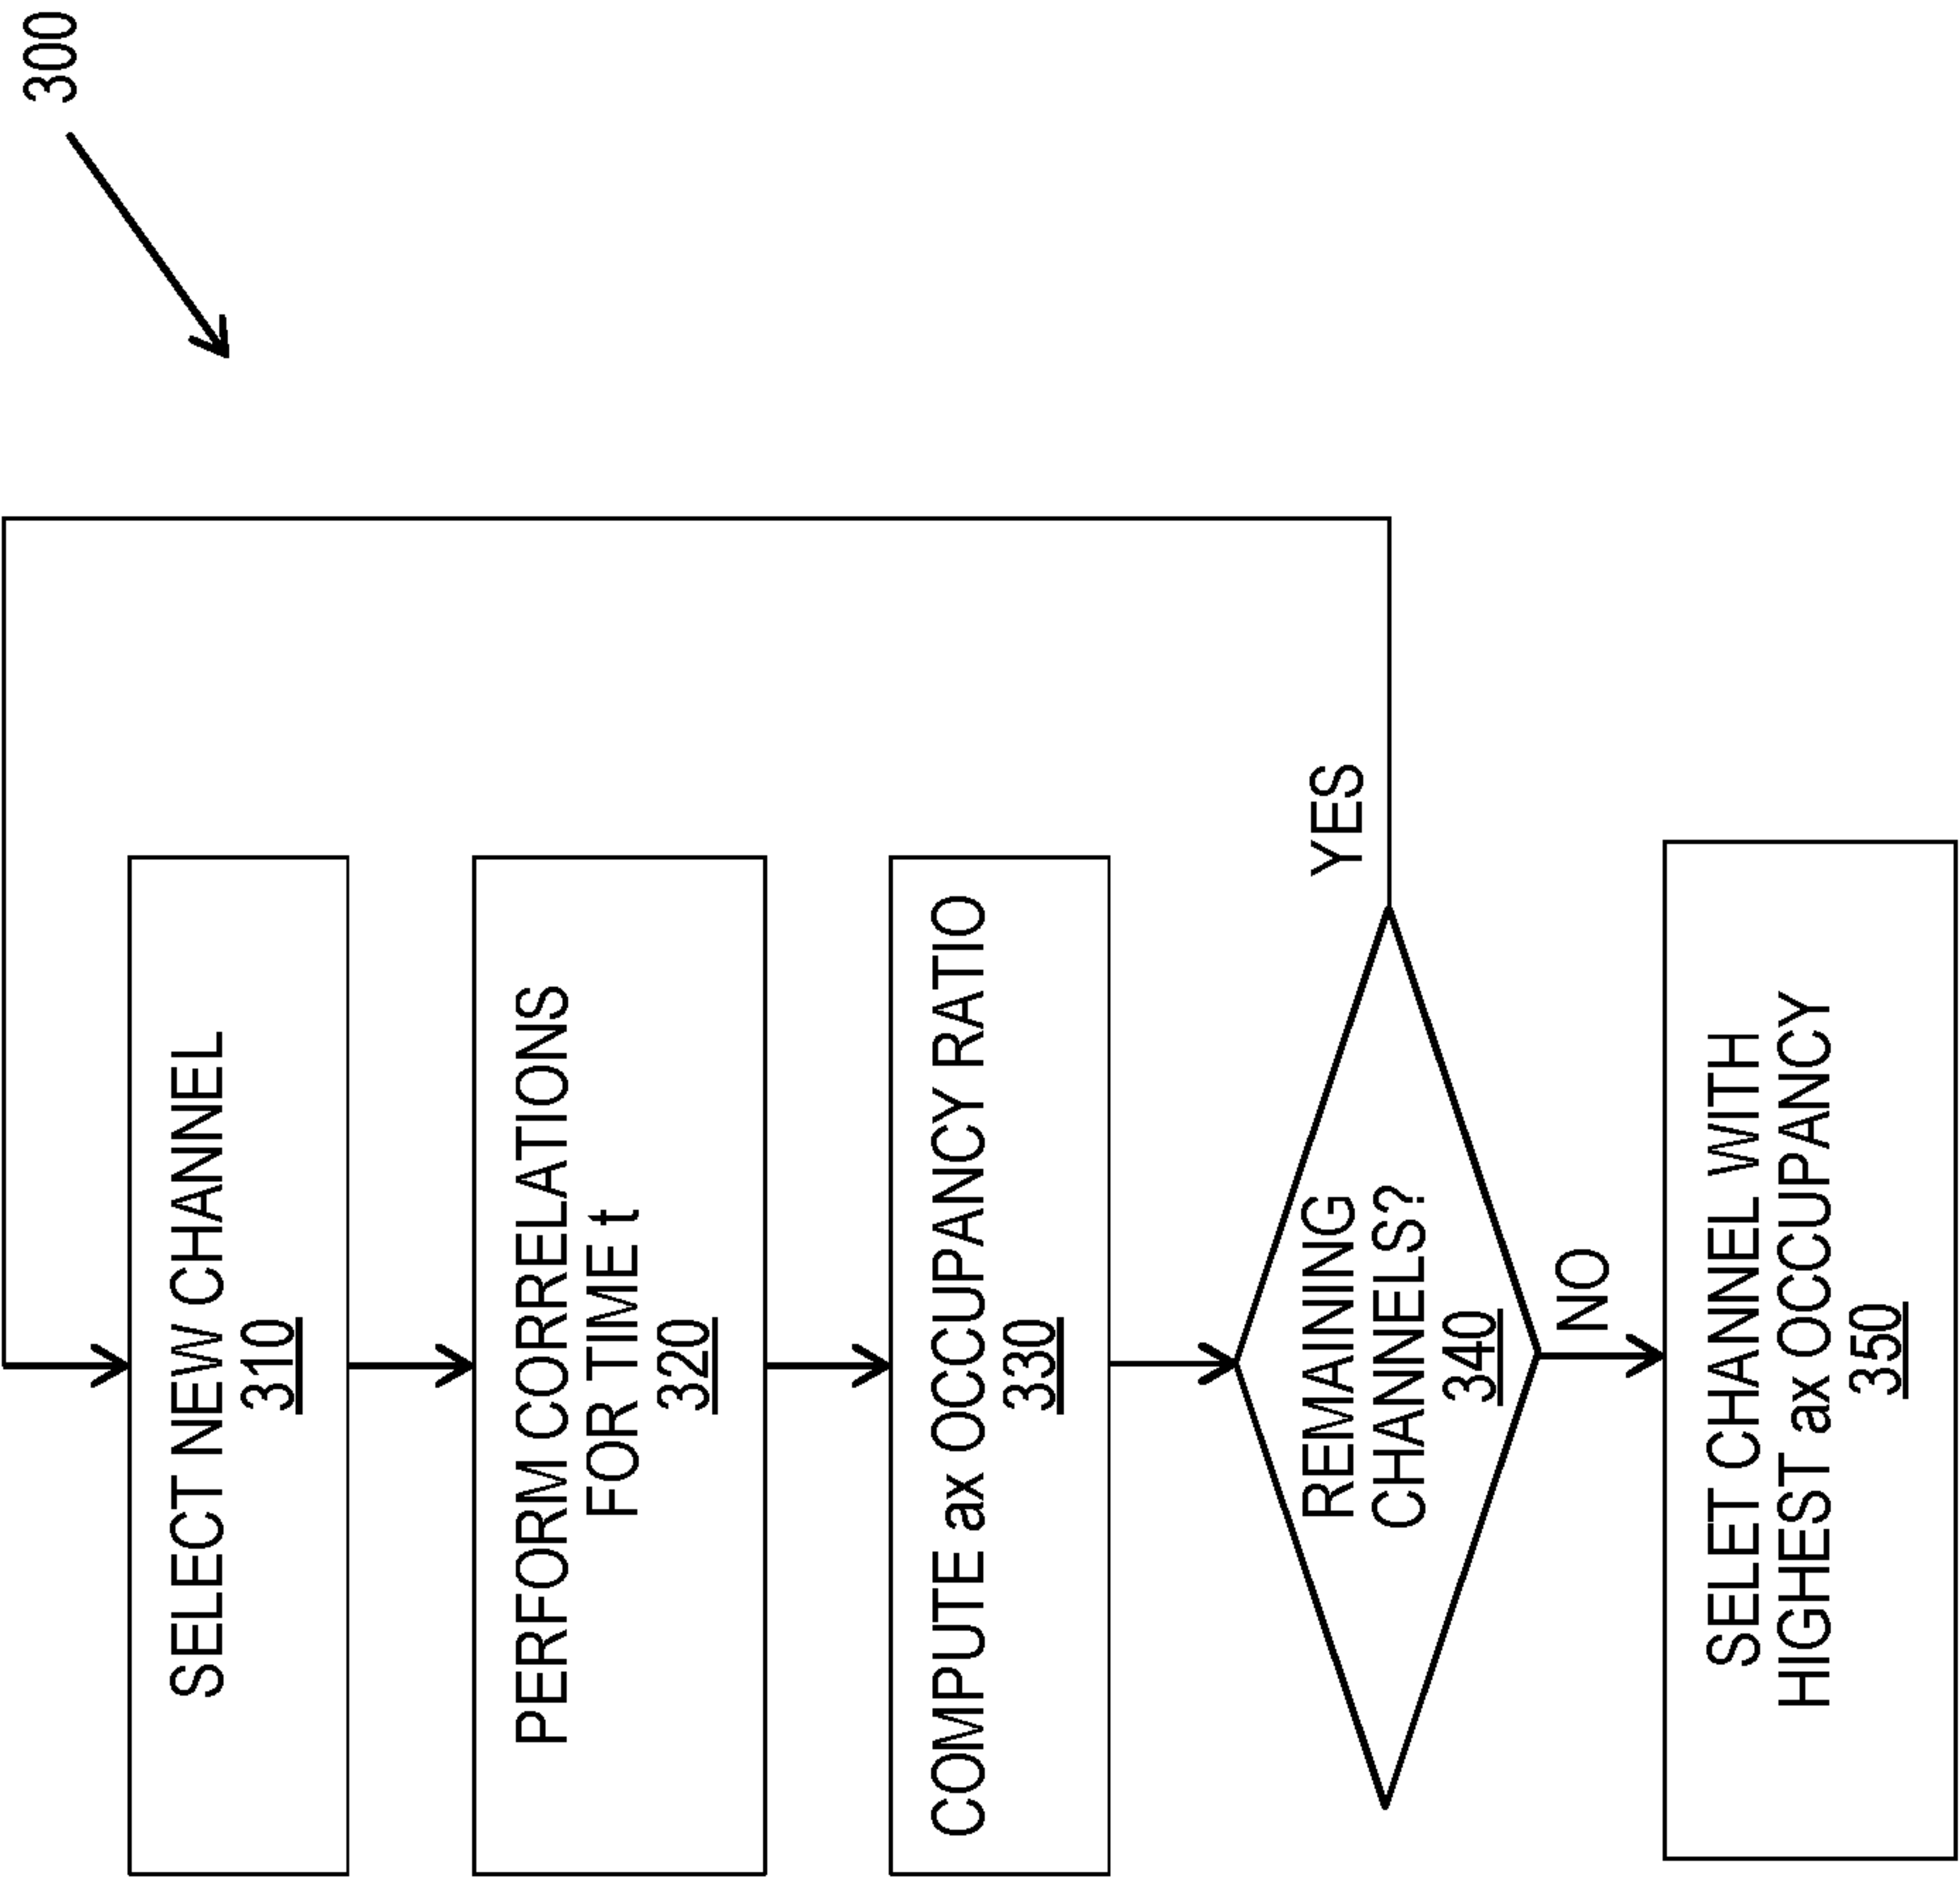 300
SELECT NEW CHANNEL
310
PERFORM CORRELATIONS
FOR TIME t
320
COMPUTE ax OCCUPANCY RATIO
330
REMAINING
CHANNELS?
340
YES
NO
SELET CHANNEL WITH
HIGHEST ax OCCUPANCY
350